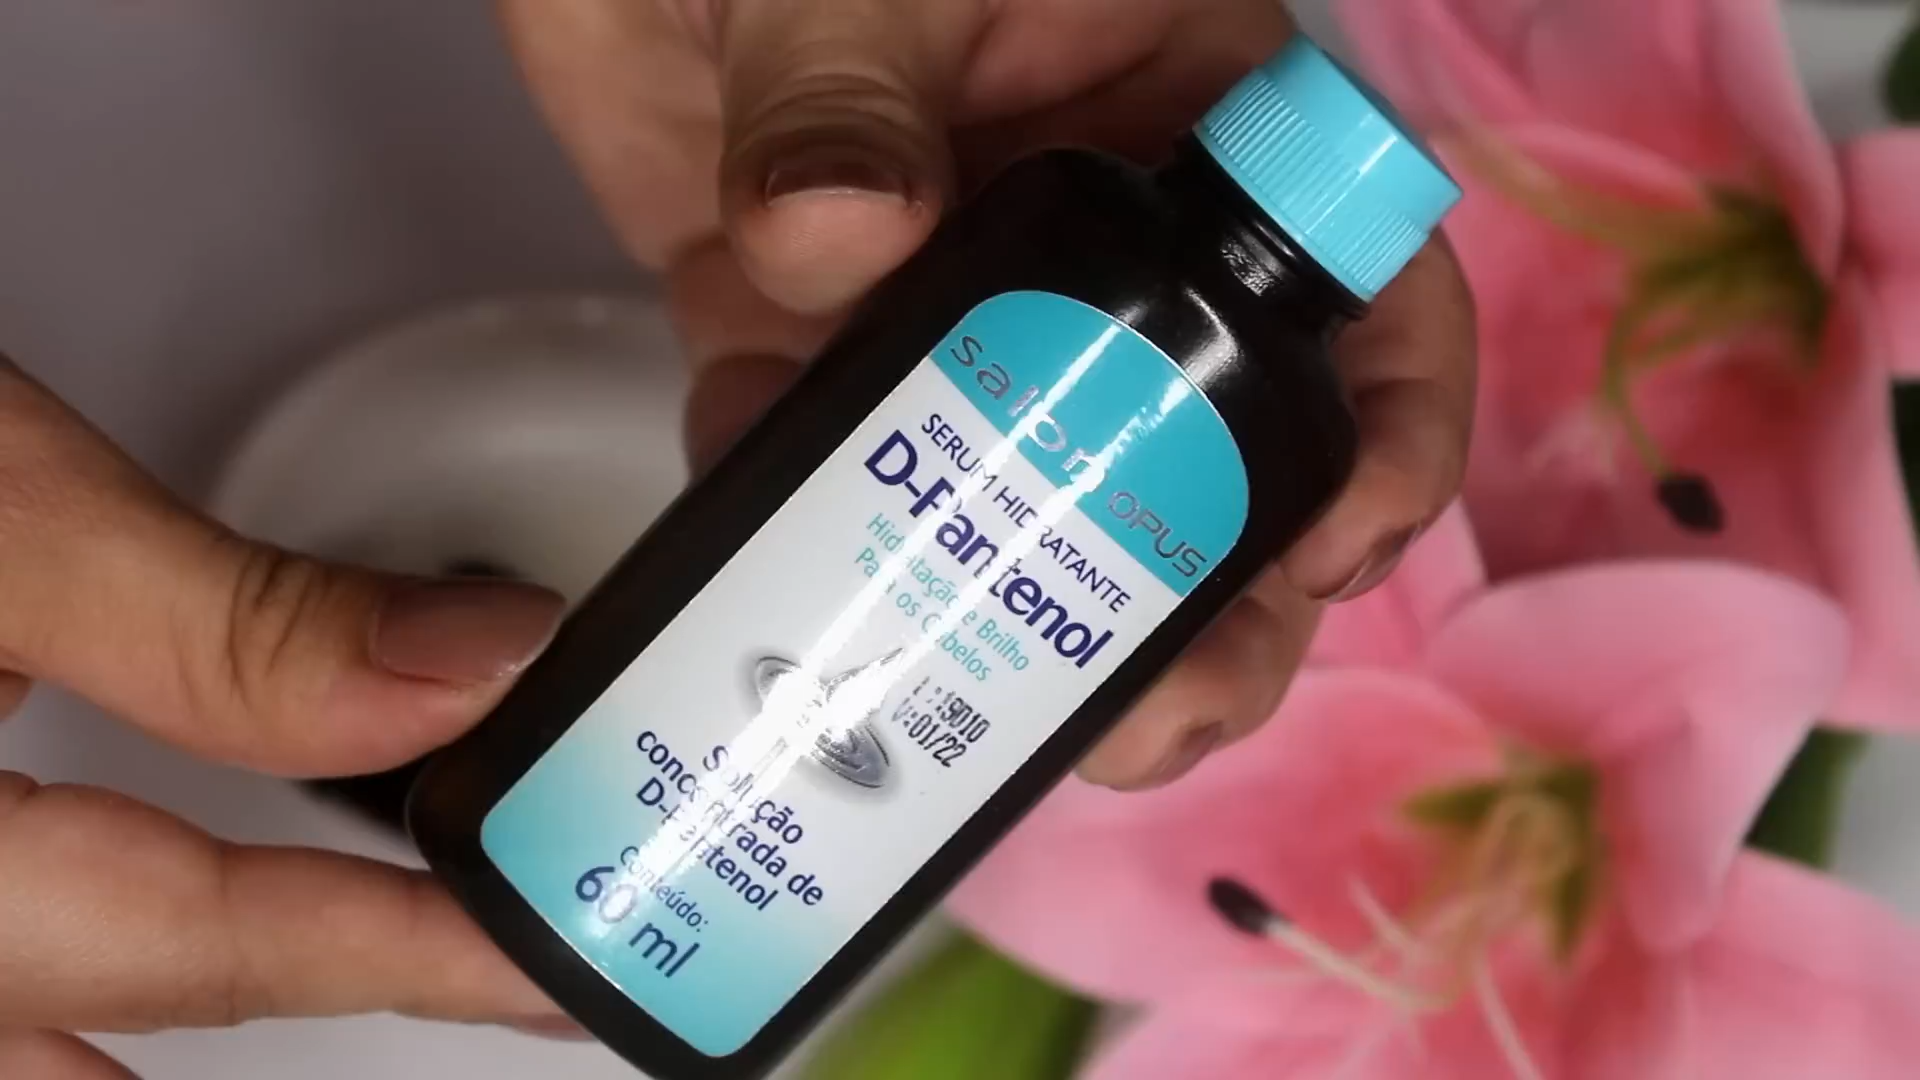 salon OPUS
SERUM HIDRATANTE
D-Pantenol
Hidratação e Brilho
Para os Cabelos
L:19010
V:01/22
Solução
concentrada de
D-Pantenol
Conteúdo:
60 ml